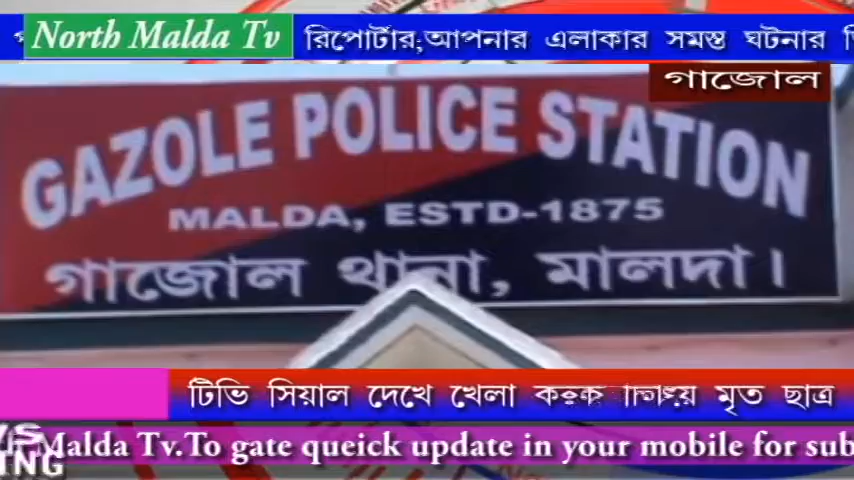 North Malda Tv
রিপোর্টার;আপনার এলাকার সমস্ত ঘটনার
গাজোল
GAZOLE POLICE STATION
MALDA, ESTD-1875
গাজোল থানা, মালদা।
টিভি সিয়াল দেখে খেলা মৃত ছাত্র
Malda Tv.To gate queick update in your mobile for sub